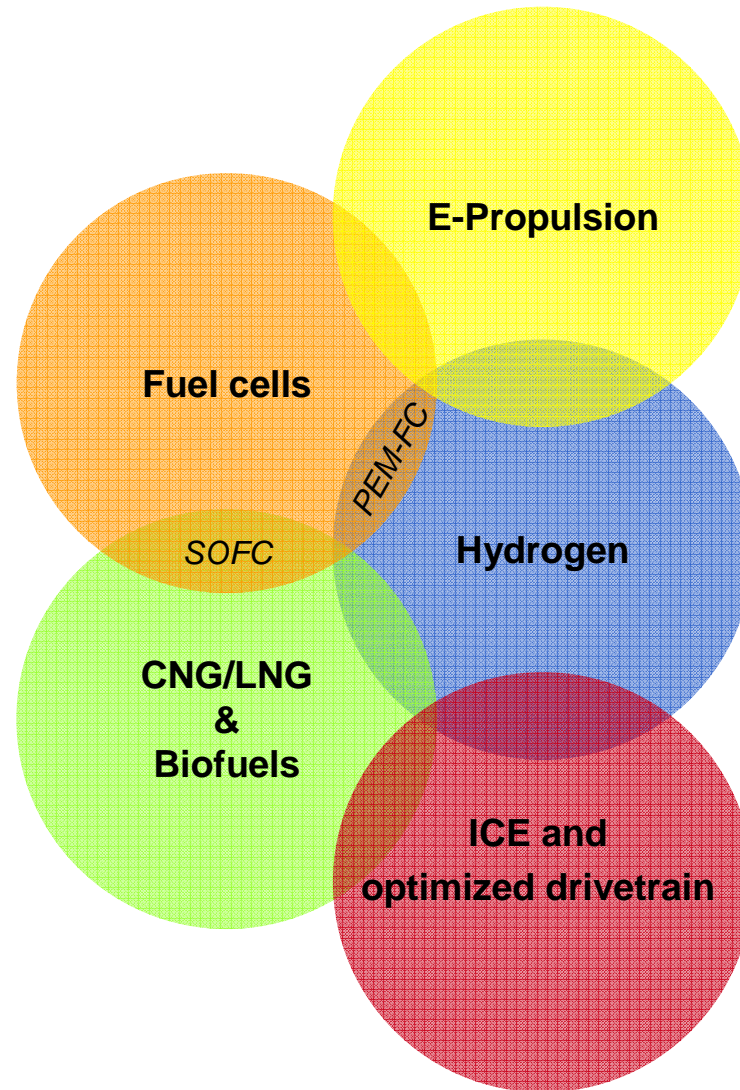 E-Propulsion
Fuel cells
PEM-FC
SOFC
Hydrogen
CNG/LNG
&
Biofuels
ICE and
optimized drivetrain